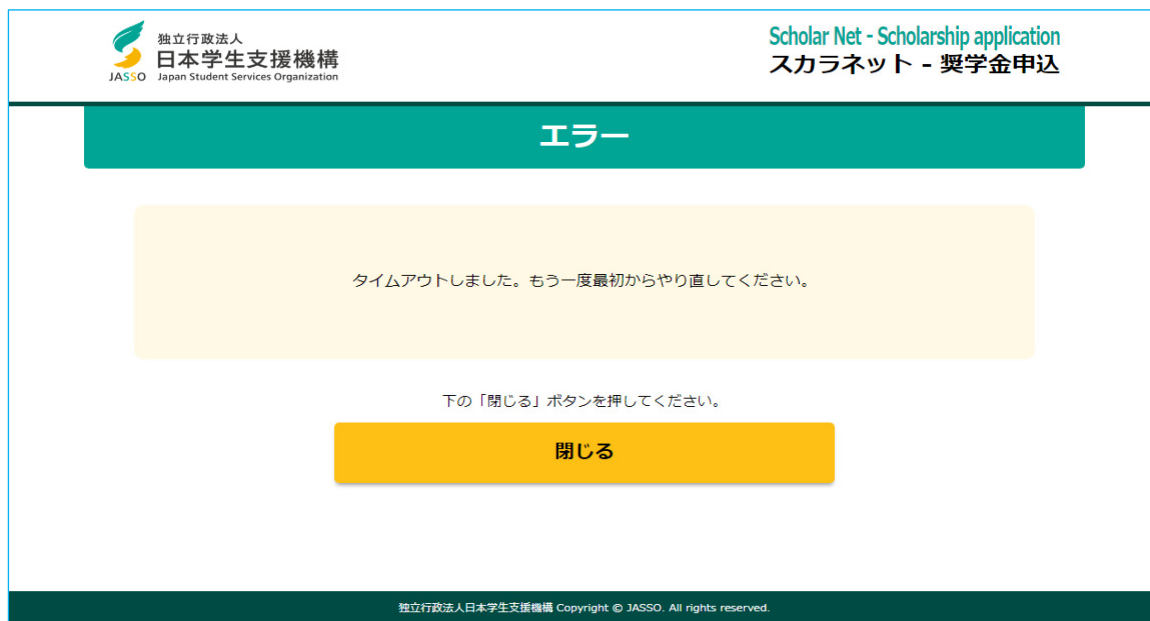 独立行政法人
日本学生支援機構
JASSO Japan Student Services Organization
Scholar Net - Scholarship application
スカラネット - 奨学金申込
エラー
タイムアウトしました。もう一度最初からやり直してください。
下の「閉じる」ボタンを押してください。
閉じる
独立行政法人日本学生支援機構 Copyright © JASSO. All rights reserved.